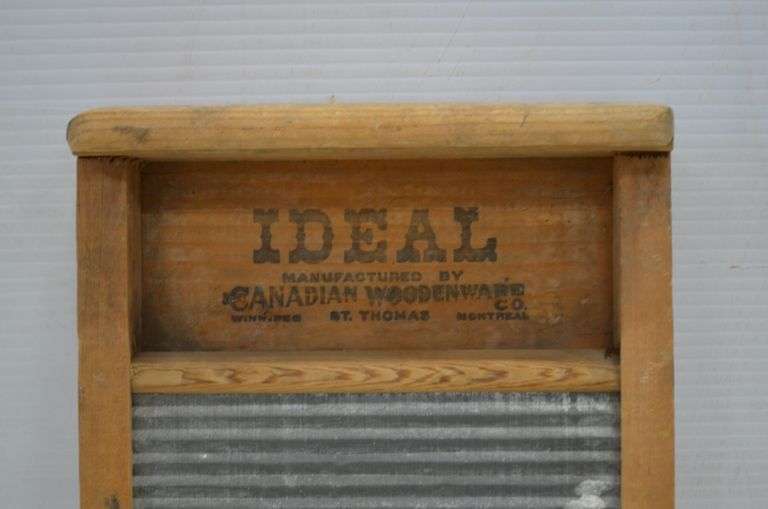 IDEAL
MANUFACTURED BY
CANADIAN WOODENWARE CO.
WINNIPEG ST. THOMAS MONTREAL